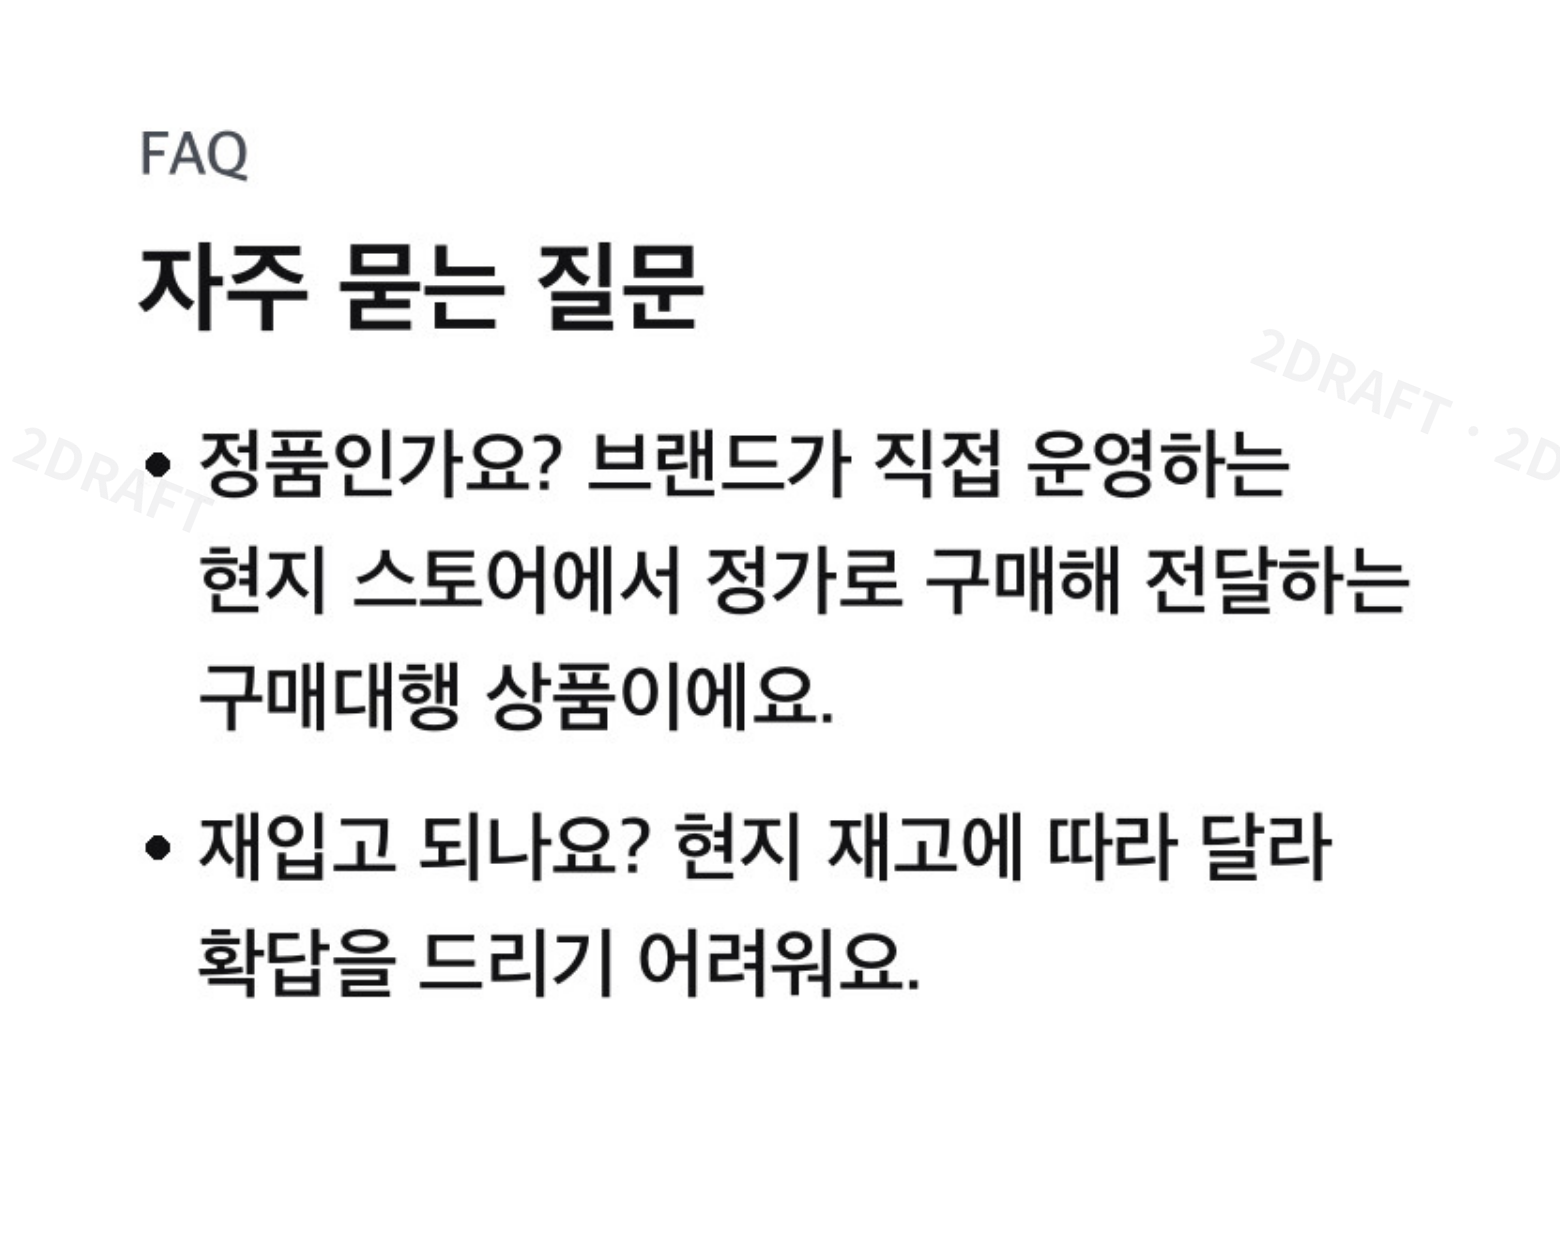 FAQ
자주 묻는 질문
• 정품인가요? 브랜드가 직접 운영하는
현지 스토어에서 정가로 구매해 전달하는
구매대행 상품이에요.
• 재입고 되나요? 현지 재고에 따라 달라
확답을 드리기 어려워요.
2DRAFT
2DRAFT · 2D